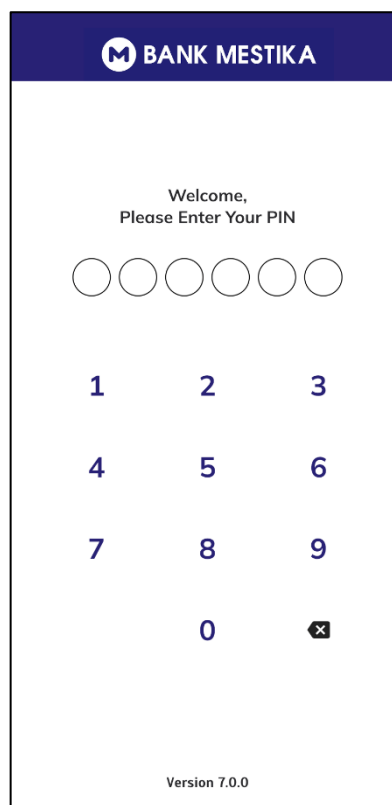 BANK MESTIKA
Welcome,
Please Enter Your PIN
1 2 3
4 5 6
7 8 9
0
Version 7.0.0